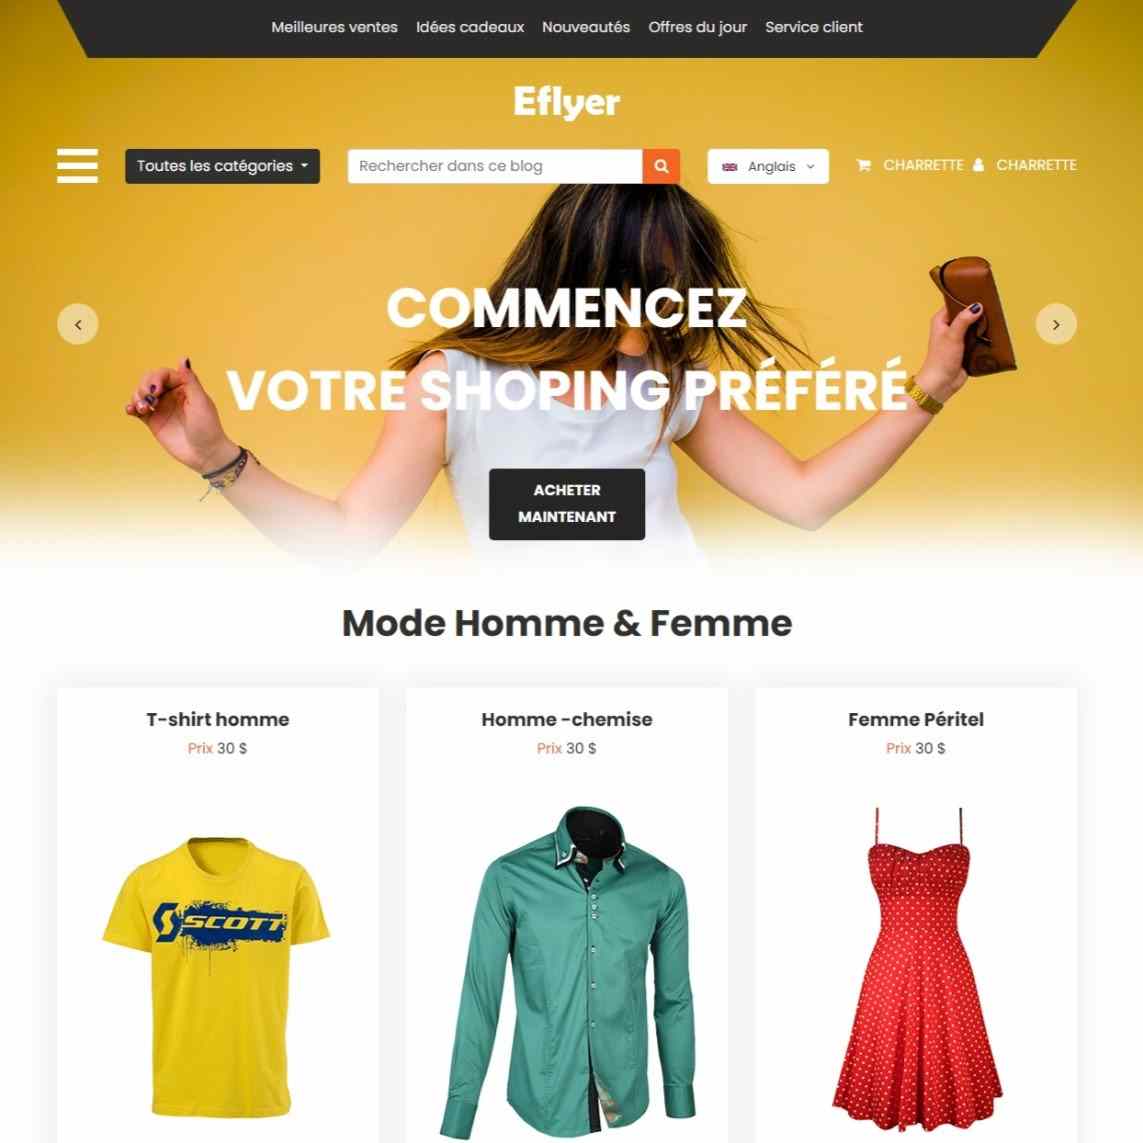 Meilleures ventes Idées cadeaux Nouveautés Offres du jour Service client
Eflyer
Toutes les catégories Rechercher dans ce blog Anglais CHARRETTE CHARRETTE
COMMENCEZ
VOTRE SHOPING PRÉFÉRÉ
ACHETER
MAINTENANT
Mode Homme & Femme
T-shirt homme
Prix 30 $
Homme -chemise
Prix 30 $
Femme Péritel
Prix 30 $
SCOTT